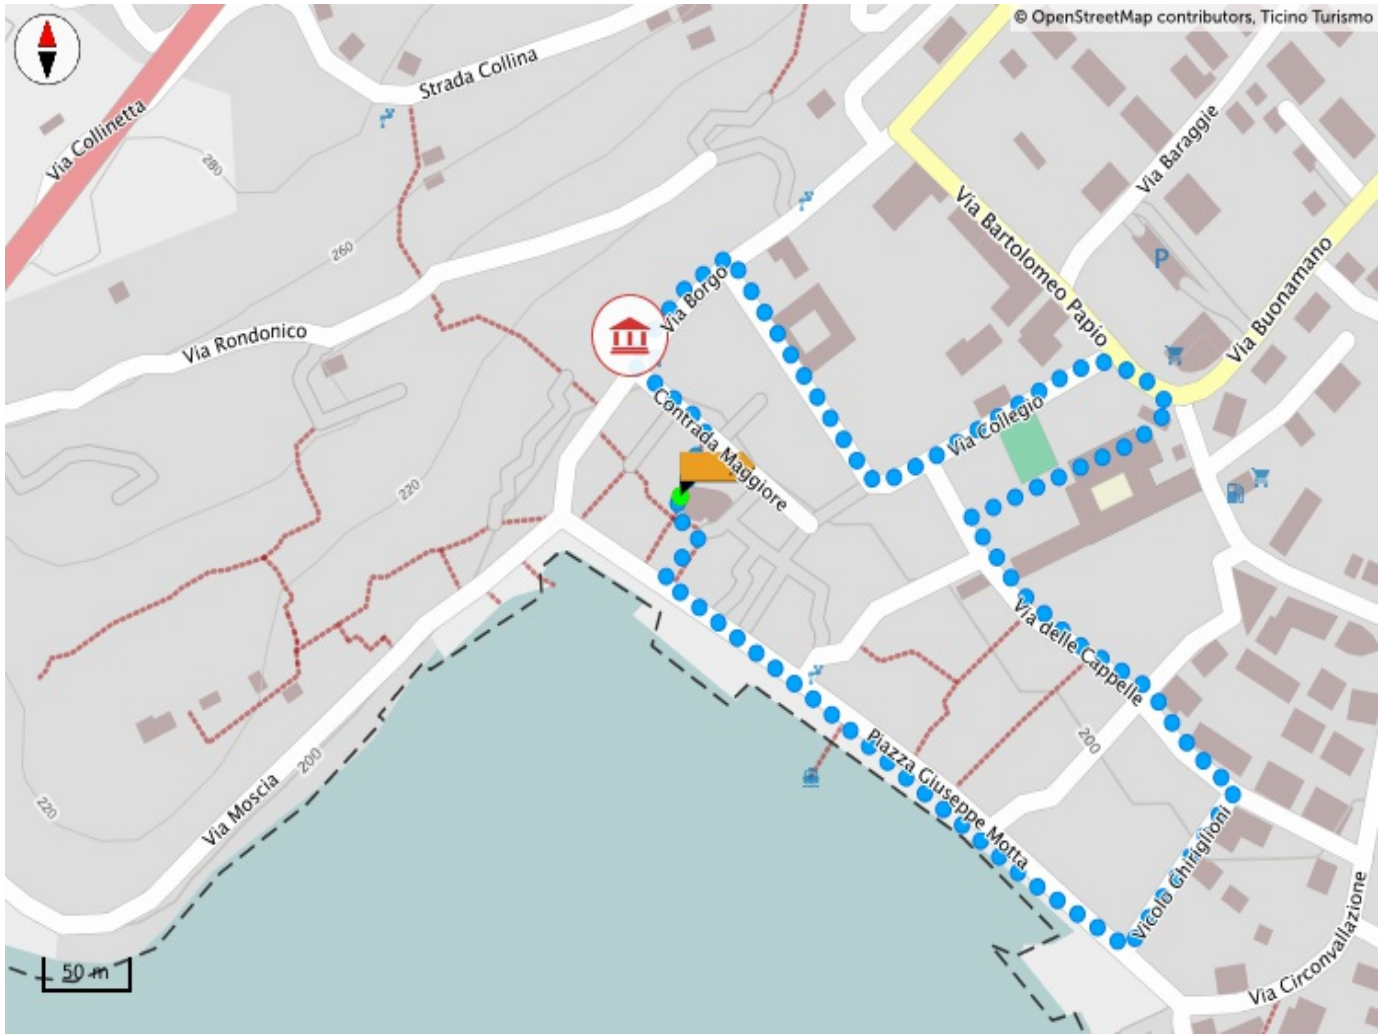 © OpenStreetMap contributors, Ticino Turismo
Strada Collina
Via Collinetta
280
Via Baraggie
Via Bartolomeo Papio
P
260
Via Buonamano
Via Borgo
Via Rondonico
Contrada Maggiore
Via Collegio
220
Via delle Cappelle
200
Piazza Giuseppe Motta
200
220
Via Moscia
Vicolo Ghiriglioni
Via Circonvallazione
50 m